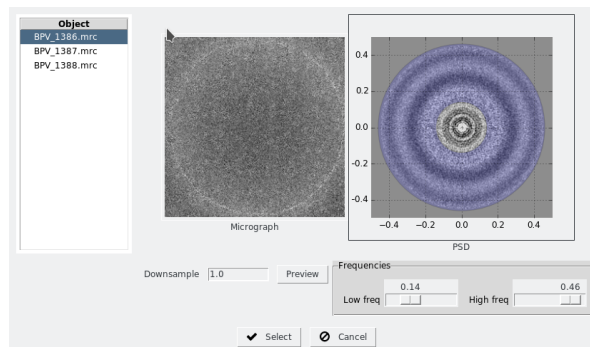 Object
BPV_1386.mrc
BPV_1387.mrc
BPV_1388.mrc
Micrograph
0.4
0.2
0.0
-0.2
-0.4
−0.4 −0.2 0.0 0.2 0.4
PSD
Downsample 1.0 Preview
Frequencies
0.14 0.46
Low freq High freq
Select Cancel